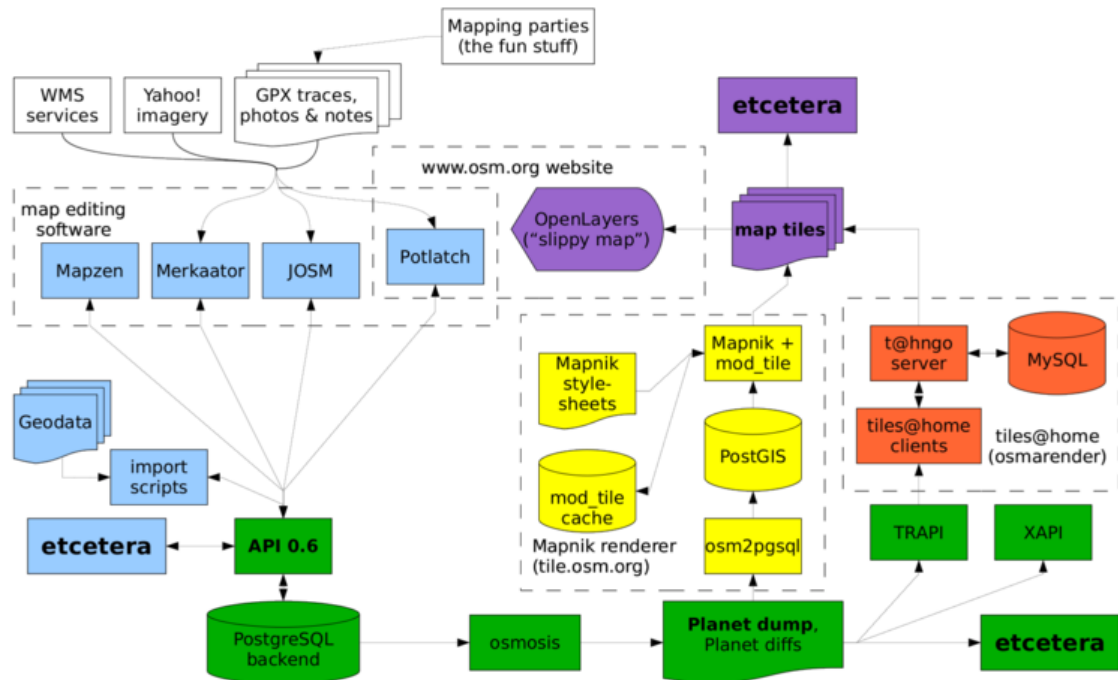 Mapping parties
(the fun stuff)
WMS
services
Yahoo!
imagery
GPX traces,
photos & notes
etcetera
www.osm.org website
map editing
software
OpenLayers
(“slippy map”)
map tiles
Mapzen
Merkaator
JOSM
Potlatch
Mapnik
style-
sheets
Mapnik +
mod_tile
t@hngo
server
MySQL
Geodata
import
scripts
PostGIS
tiles@home
clients
tiles@home
(osmarender)
mod_tile
cache
Mapnik renderer
(tile.osm.org)
osm2pgsql
etcetera
API 0.6
TRAPI
XAPI
PostgreSQL
backend
osmosis
Planet dump,
Planet diffs
etcetera